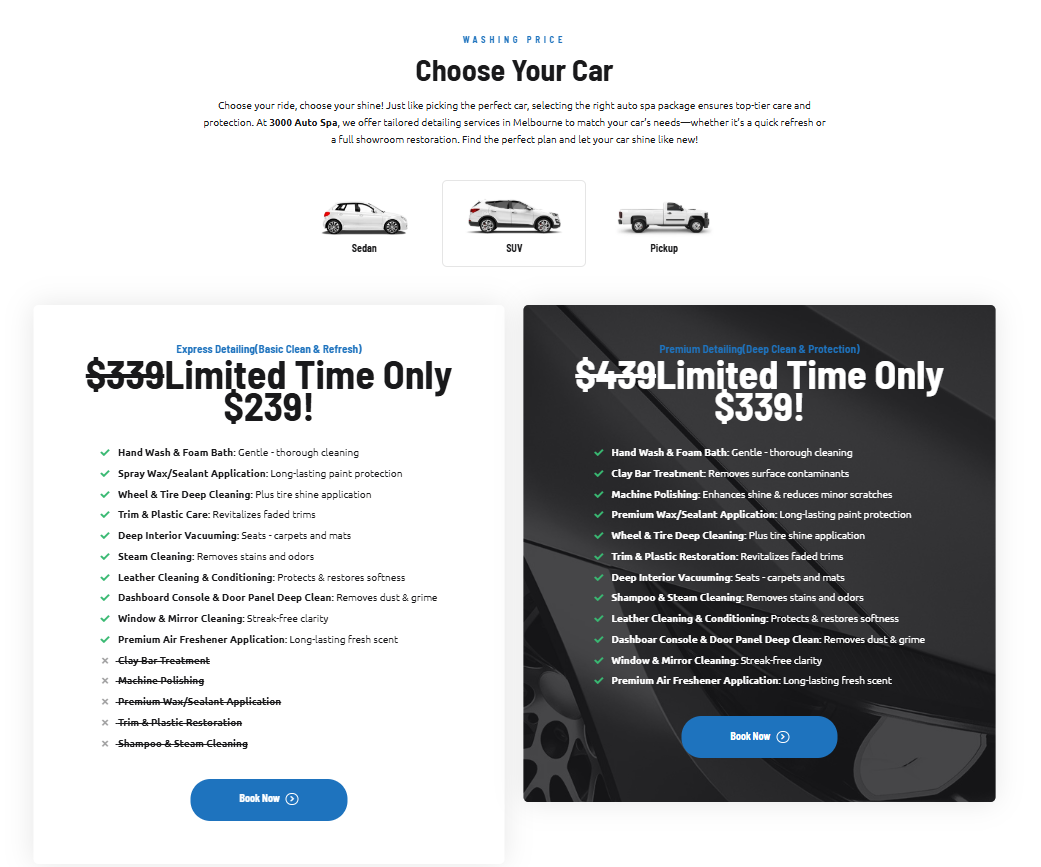 WASHING PRICE
Choose Your Car
Choose your ride, choose your shine! Just like picking the perfect car, selecting the right auto spa package ensures top-tier care and
protection. At 3000 Auto Spa, we offer tailored detailing services in Melbourne to match your car's needs—whether it's a quick refresh or
a full showroom restoration. Find the perfect plan and let your car shine like new!
Sedan
SUV
Pickup
Express Detailing(Basic Clean & Refresh)
$339Limited Time Only
$239!
Hand Wash & Foam Bath: Gentle - thorough cleaning
Spray Wax/Sealant Application: Long-lasting paint protection
Wheel & Tire Deep Cleaning: Plus tire shine application
Trim & Plastic Care: Revitalizes faded trims
Deep Interior Vacuuming: Seats - carpets and mats
Steam Cleaning: Removes stains and odors
Leather Cleaning & Conditioning: Protects & restores softness
Dashboard Console & Door Panel Deep Clean: Removes dust & grime
Window & Mirror Cleaning: Streak-free clarity
Premium Air Freshener Application: Long-lasting fresh scent
Clay Bar Treatment
Machine Polishing
Premium Wax/Sealant Application
Trim & Plastic Restoration
Shampoo & Steam Cleaning
Book Now
Premium Detailing(Deep Clean & Protection)
$439Limited Time Only
$339!
Hand Wash & Foam Bath: Gentle - thorough cleaning
Clay Bar Treatment: Removes surface contaminants
Machine Polishing: Enhances shine & reduces minor scratches
Premium Wax/Sealant Application: Long-lasting paint protection
Wheel & Tire Deep Cleaning: Plus tire shine application
Trim & Plastic Restoration: Revitalizes faded trims
Deep Interior Vacuuming: Seats - carpets and mats
Shampoo & Steam Cleaning: Removes stains and odors
Leather Cleaning & Conditioning: Protects & restores softness
Dashboar Console & Door Panel Deep Clean: Removes dust & grime
Window & Mirror Cleaning: Streak-free clarity
Premium Air Freshener Application: Long-lasting fresh scent
Book Now